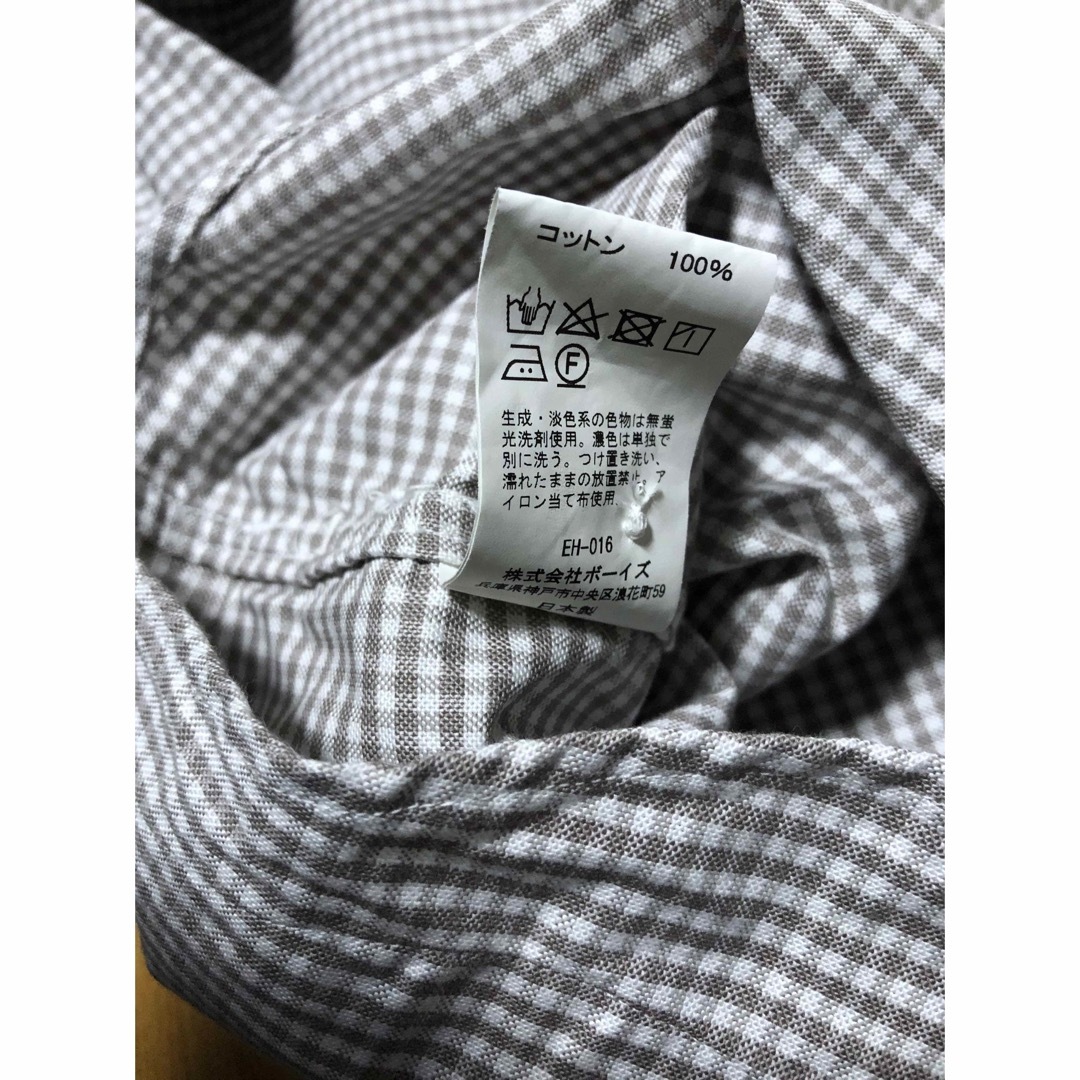 コットン 100%
F
生成・淡色系の色物は無蛍
光洗剤使用。濃色は単独で
別に洗う。つけ置き洗い、
濡れたままの放置禁止。ア
イロン当て布使用。
EH-016
株式会社ボーイズ
兵庫県神戸市中央区浪花町59
日本製